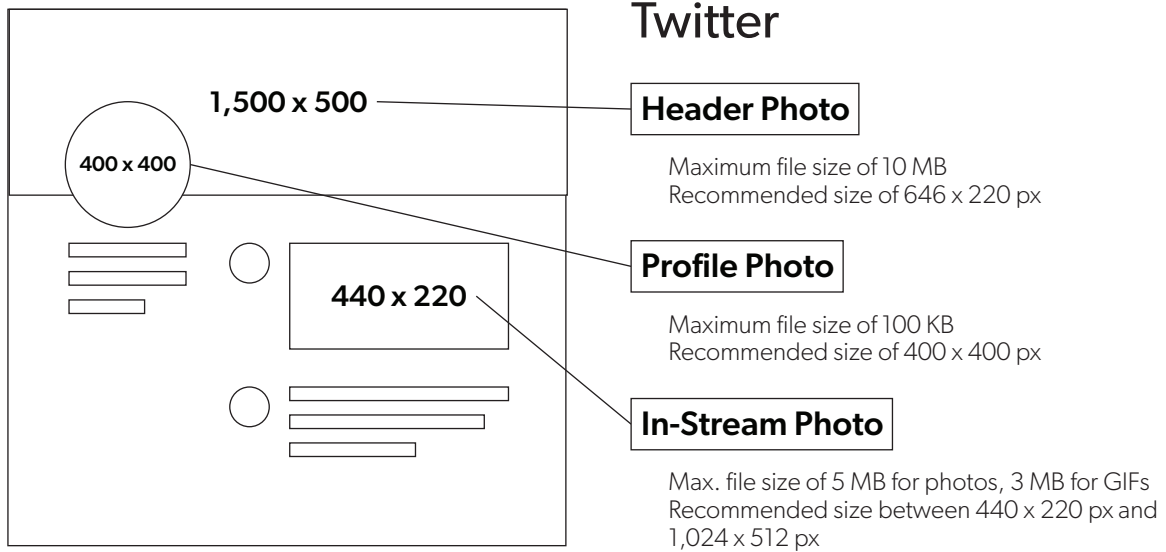 Twitter
1,500 x 500
Header Photo
400 x 400
Maximum file size of 10 MB
Recommended size of 646 x 220 px
Profile Photo
440 x 220
Maximum file size of 100 KB
Recommended size of 400 x 400 px
In-Stream Photo
Max. file size of 5 MB for photos, 3 MB for GIFs
Recommended size between 440 x 220 px and
1,024 x 512 px